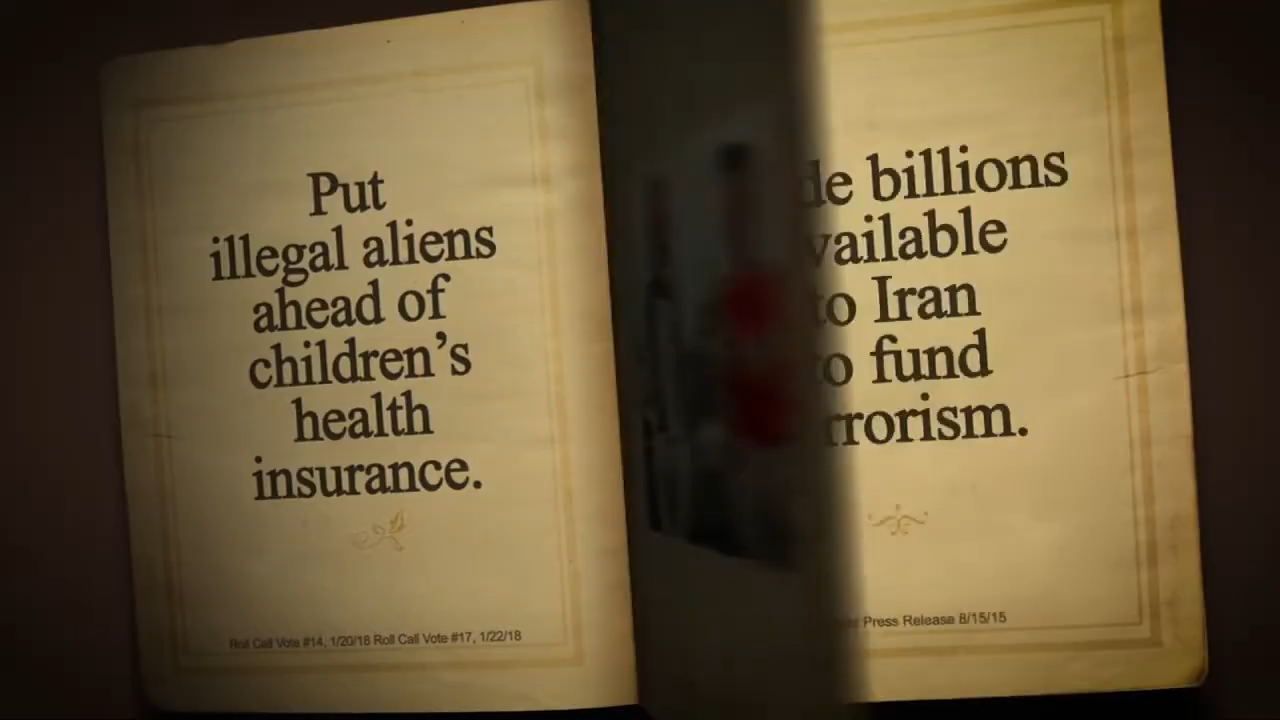 Put
illegal aliens
ahead of
children's
health
insurance.
Roll Call Vote #14, 1/20/18 Roll Call Vote #17, 1/22/18
de billions
vailable
to Iran
o fund
rrorism.
Press Release 8/15/15